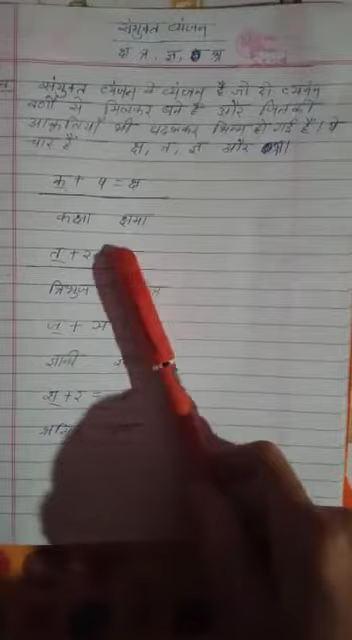 संयुक्त व्यंजन
क्ष त्र, ज्ञ, श्र
संयुक्त व्यंजन वे व्यंजन है जो दो व्यंजन
वर्णो से मिलकर बने है और जिनकी
आकृतियाँ भी बदलकर भिन्न हो गई है। ये
चार है क्ष, त्र, ज्ञ और श्र।
क् + ष = क्ष
कक्षा क्षमा
त् + र
त्रिभुज
ज् + ञ
ज्ञानी
श् + र =